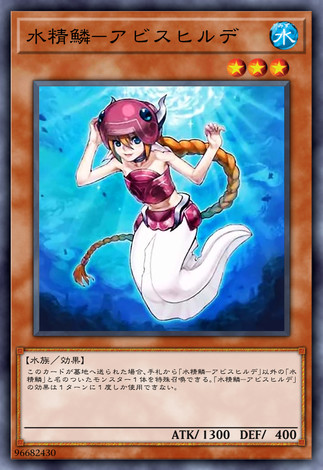 水精鱗－アビスヒルデ
水
【水族／効果】
このカードが墓地へ送られた場合、手札から「水精鱗－アビスヒルデ」以外の「水精
鱗」と名のついたモンスター１体を特殊召喚できる。「水精鱗－アビスヒルデ」
の効果は１ターンに１度しか使用できない。
ATK/ 1300 DEF/ 400
96682430